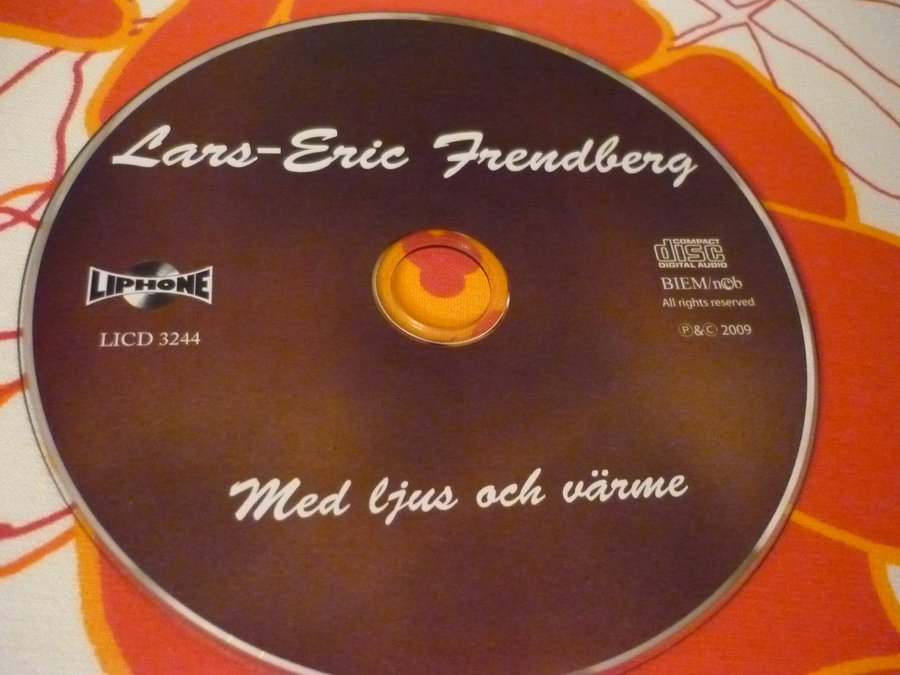 Lars-Eric Frendberg
LIPHONE
LICD 3244
COMPACT
disc
DIGITAL AUDIO
BIEM/n©b
All rights reserved
Ⓟ&Ⓒ 2009
Med ljus och värme